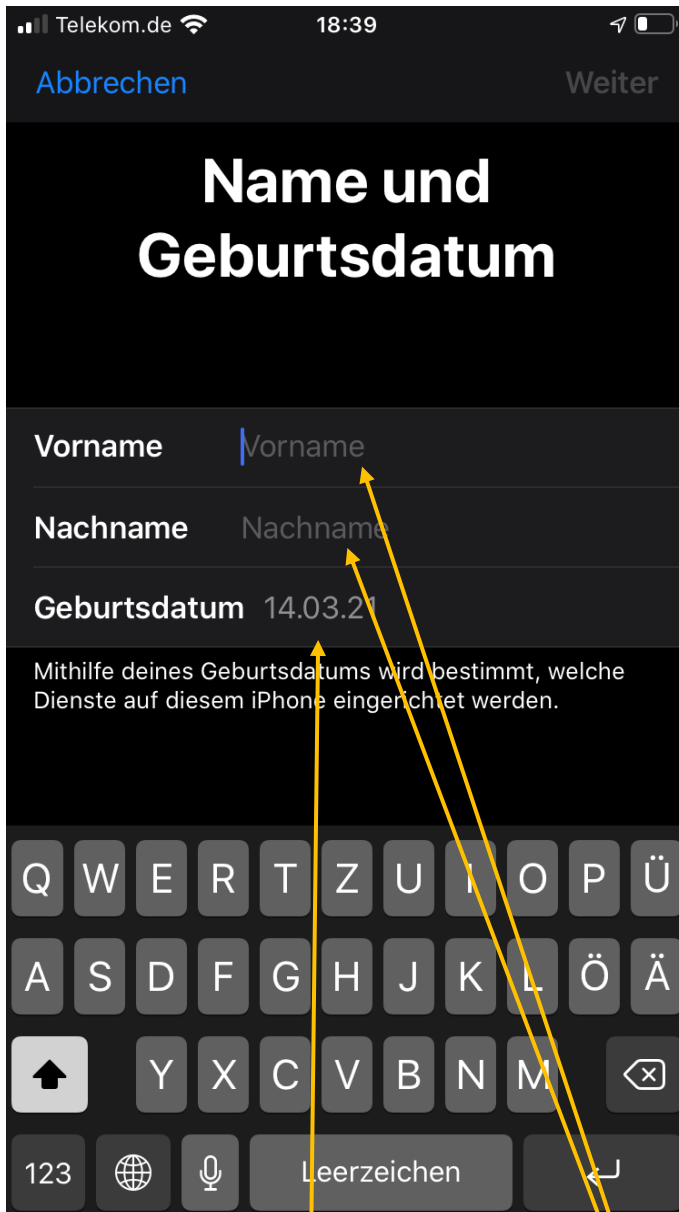 Telekom.de 18:39
Abbrechen Weiter
Name und
Geburtsdatum
Vorname Vorname
Nachname Nachname
Geburtsdatum 14.03.21
Mithilfe deines Geburtsdatums wird bestimmt, welche
Dienste auf diesem iPhone eingerichtet werden.
Q W E R T Z U I O P Ü
A S D F G H J K L Ö Ä
Y X C V B N M
123 Leerzeichen